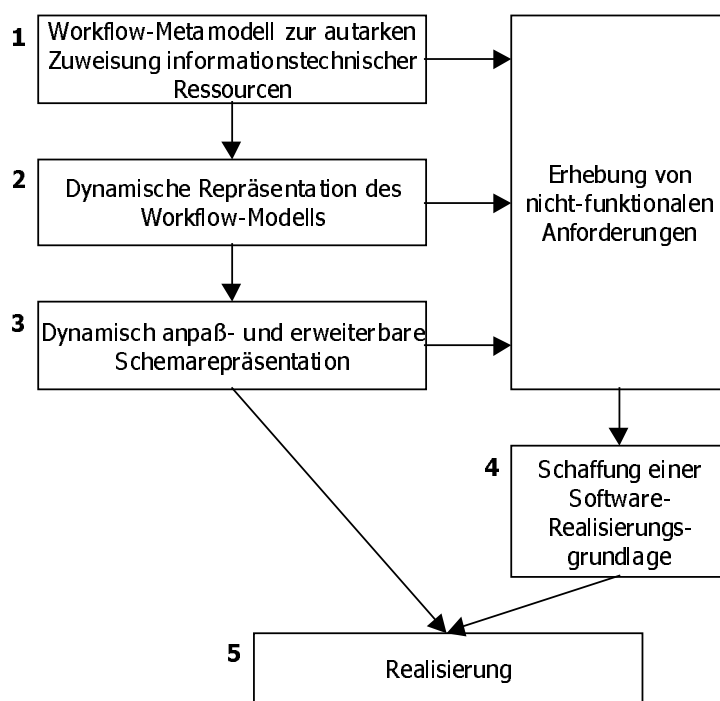 1
Workflow-Metamodell zur autarken
Zuweisung informationstechnischer
Ressourcen
2
Dynamische Repräsentation des
Workflow-Modells
3
Dynamisch anpaß- und erweiterbare
Schemarepräsentation
Erhebung von
nicht-funktionalen
Anforderungen
4
Schaffung einer
Software-
Realisierungs-
grundlage
5
Realisierung